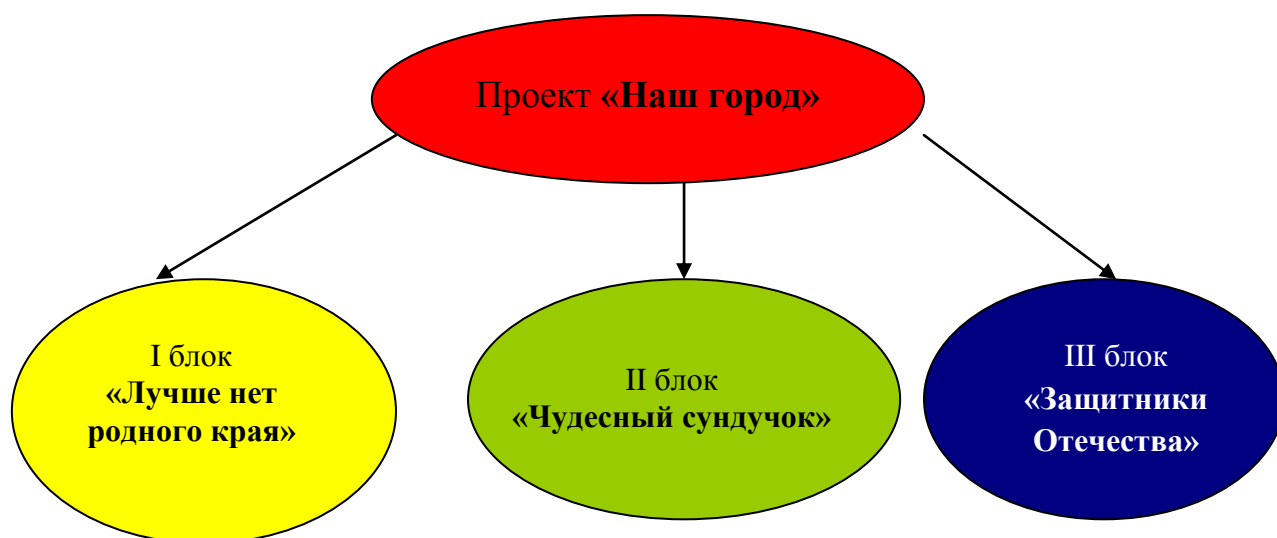 Проект «Наш город»
I блок
«Лучше нет
родного края»
II блок
«Чудесный сундучок»
III блок
«Защитники
Отечества»